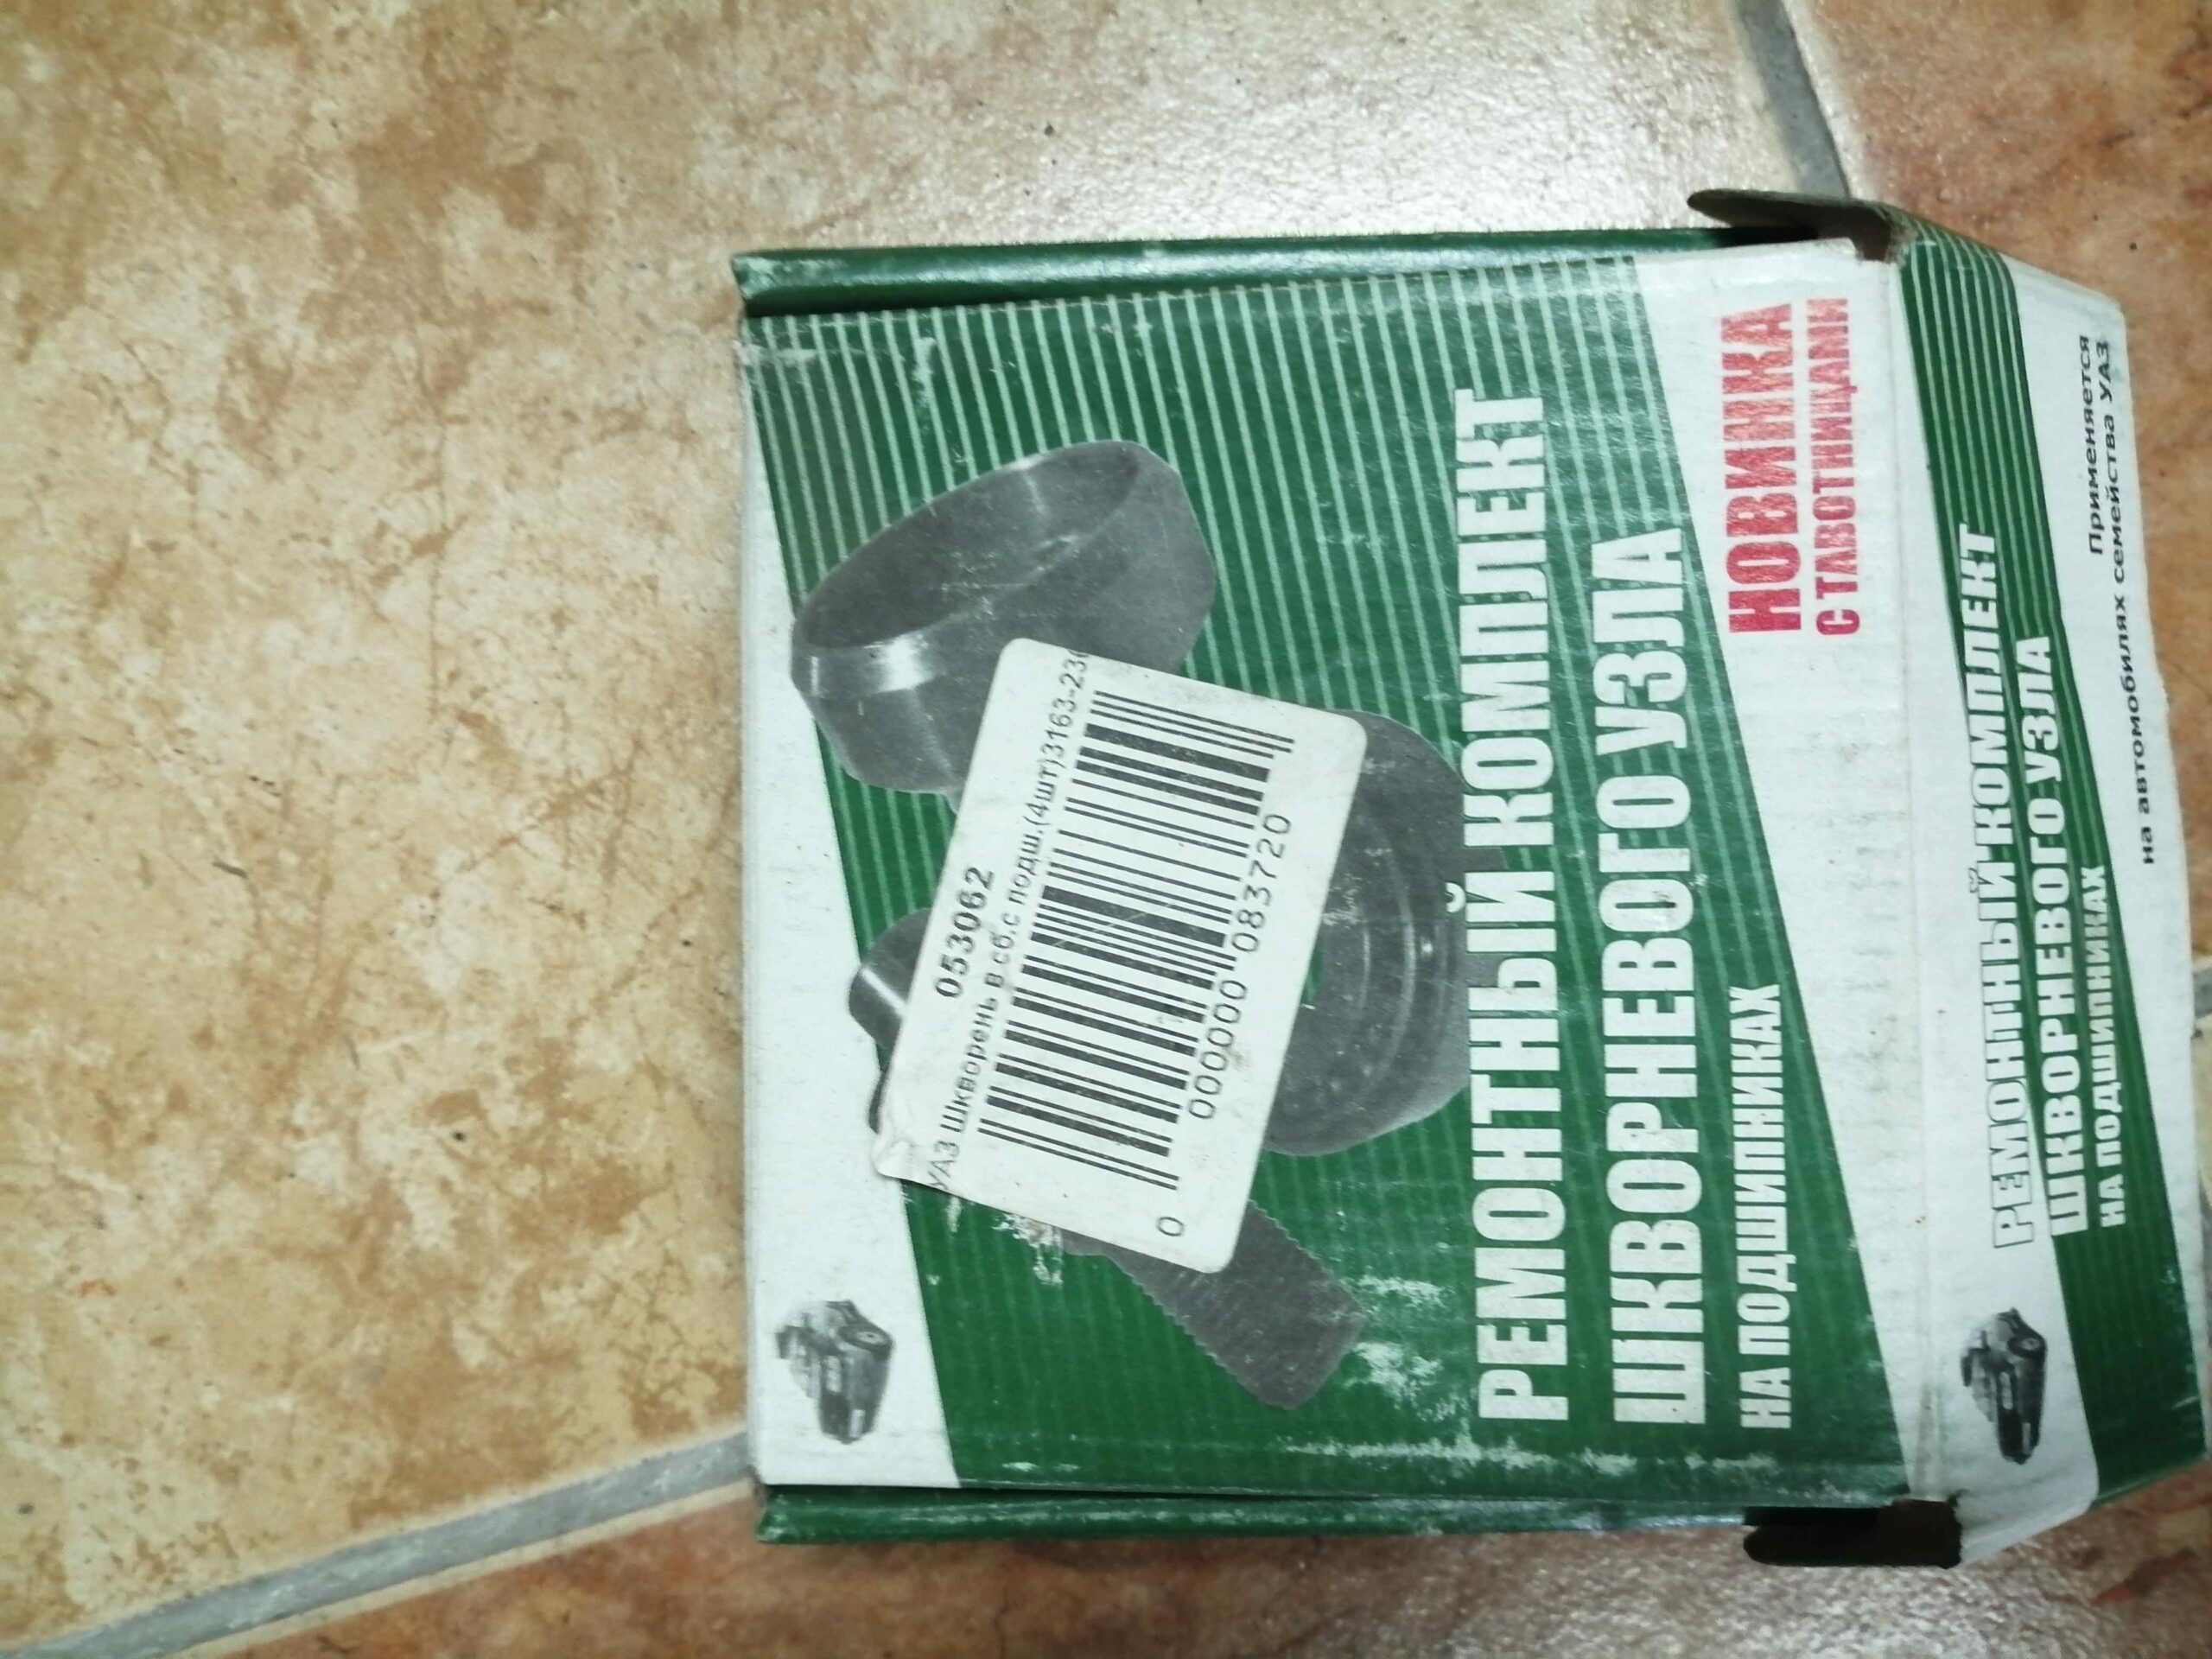 053062
УАЗ Шкворень в сб.с подш.(4шт)3163-23
0 000000 083720
РЕМОНТНЫЙ КОМПЛЕКТ
ШКВОРНЕВОГО УЗЛА
НА ПОДШИПНИКАХ
НОВИНКА
С ТАВОТНИЦАМИ
РЕМОНТНЫЙ КОМПЛЕКТ
ШКВОРНЕВОГО УЗЛА
НА ПОДШИПНИКАХ
Применяется
на автомобилях семейства УАЗ